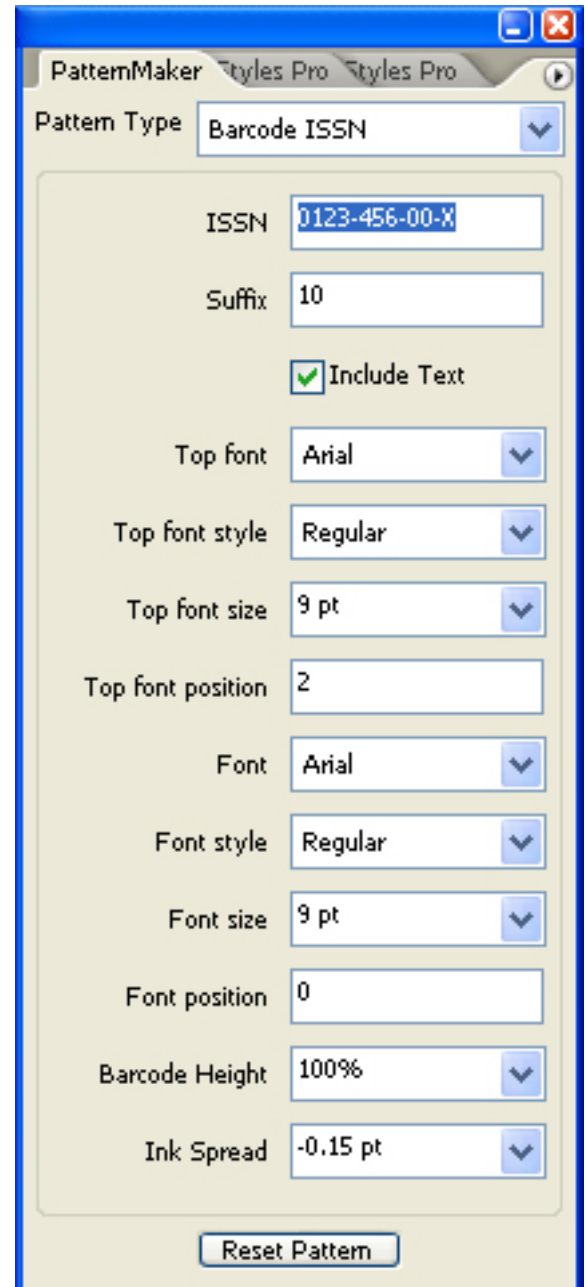 PatternMaker Styles Pro Styles Pro
Pattern Type Barcode ISSN
ISSN 0123-456-00-X
Suffix 10
Include Text
Top font Arial
Top font style Regular
Top font size 9 pt
Top font position 2
Font Arial
Font style Regular
Font size 9 pt
Font position 0
Barcode Height 100%
Ink Spread -0.15 pt
Reset Pattern